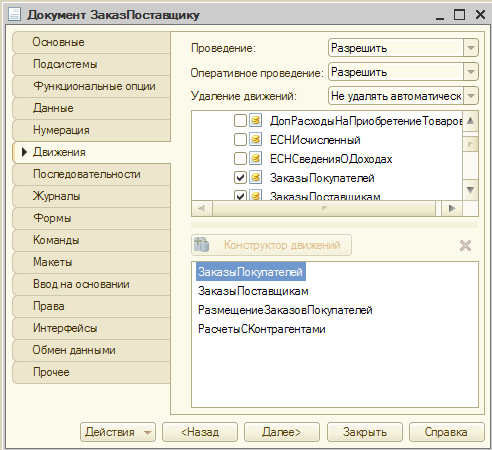 Документ ЗаказПоставщику
Основные
Подсистемы
Функциональные опции
Данные
Нумерация
Движения
Последовательности
Журналы
Формы
Команды
Макеты
Ввод на основании
Права
Интерфейсы
Обмен данными
Прочее
Проведение: Разрешить
Оперативное проведение: Разрешить
Удаление движений: Не удалять автоматическ
ДопРасходыНаПриобретениеТоваров
ЕСНИсчисленный
ЕСНСведенияОДоходах
ЗаказыПокупателей
ЗаказыПоставщикам
Конструктор движений
ЗаказыПокупателей
ЗаказыПоставщикам
РазмещениеЗаказовПокупателей
РасчетыСКонтрагентами
Действия <Назад Далее> Закрыть Справка